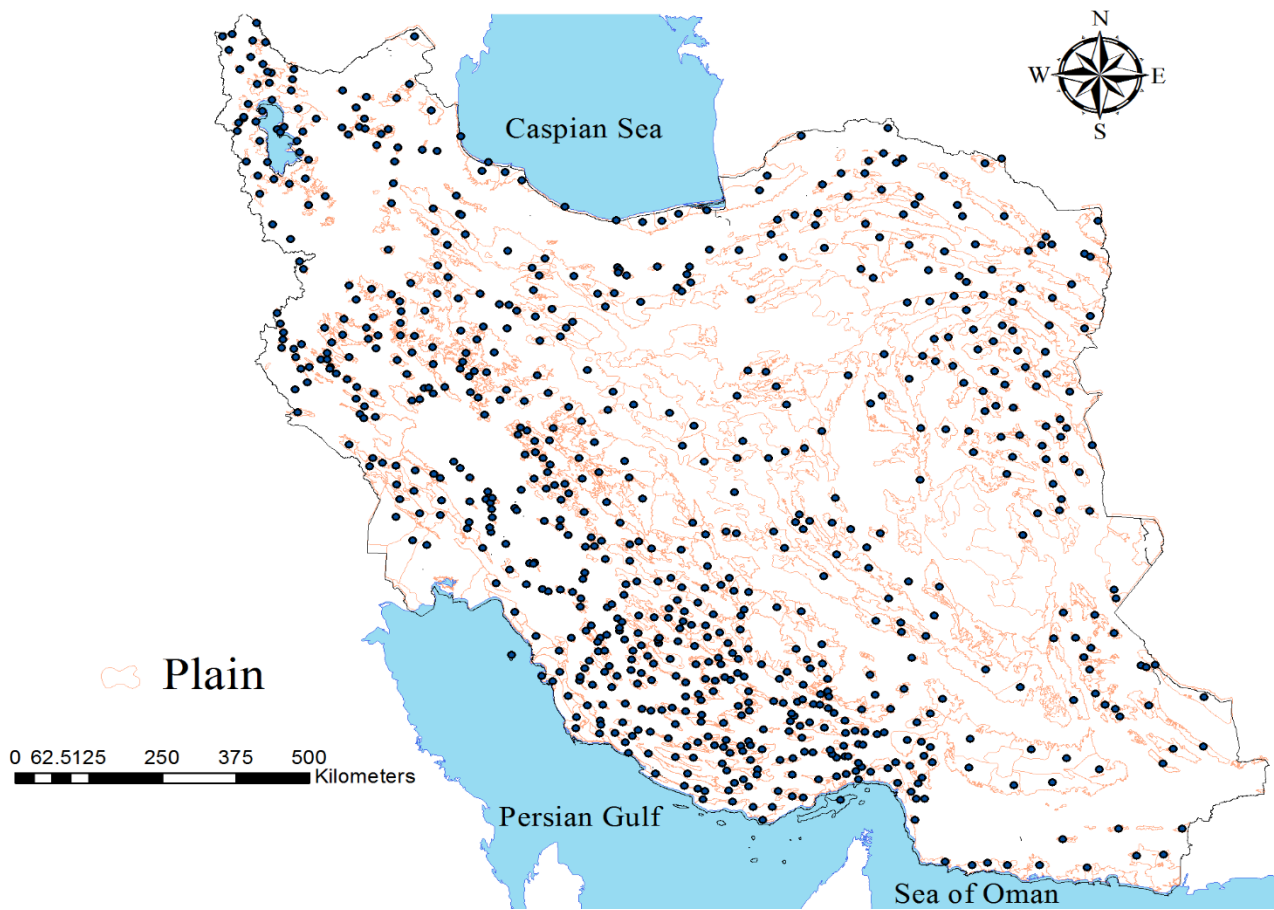 N
W E
S
Caspian Sea
Plain
0 62.5125 250 375 500
Kilometers
Persian Gulf
Sea of Oman